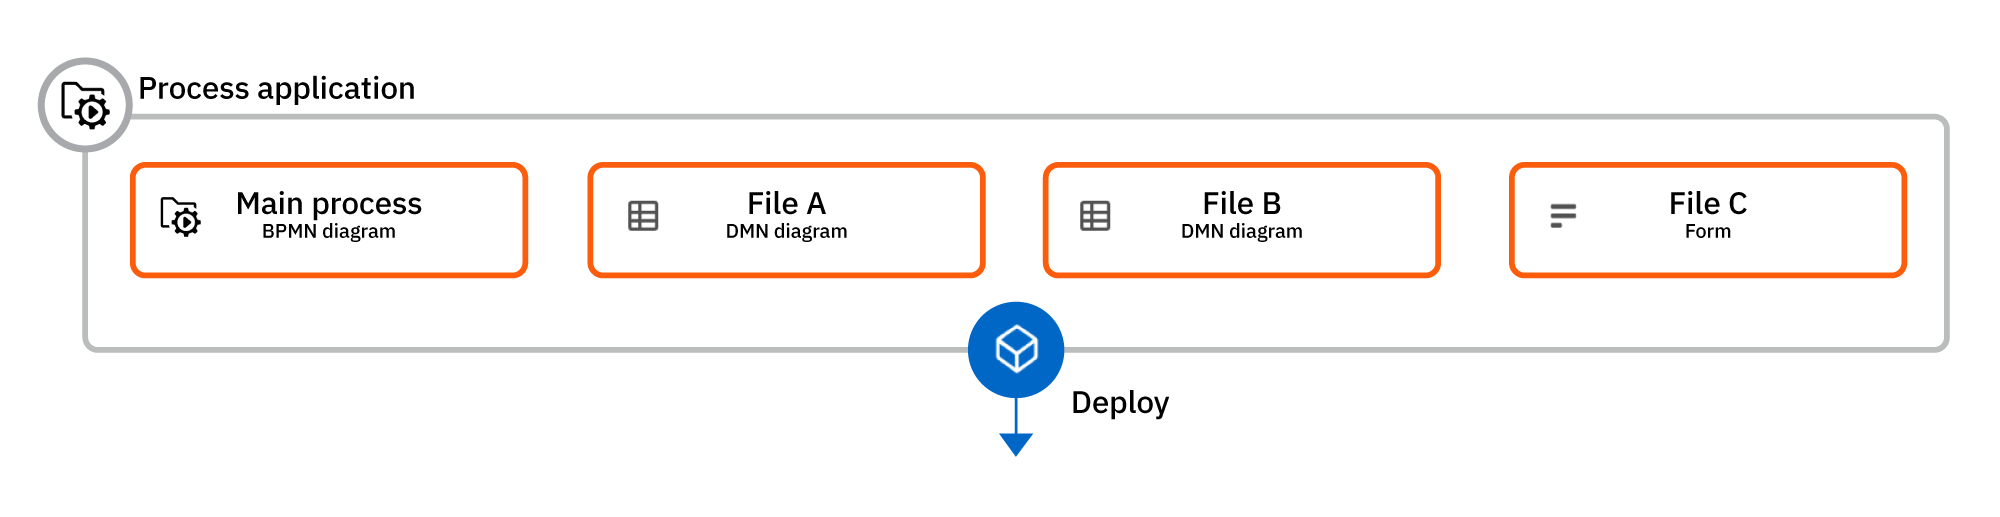 Process application
Main process
BPMN diagram
File A
DMN diagram
File B
DMN diagram
File C
Form
Deploy